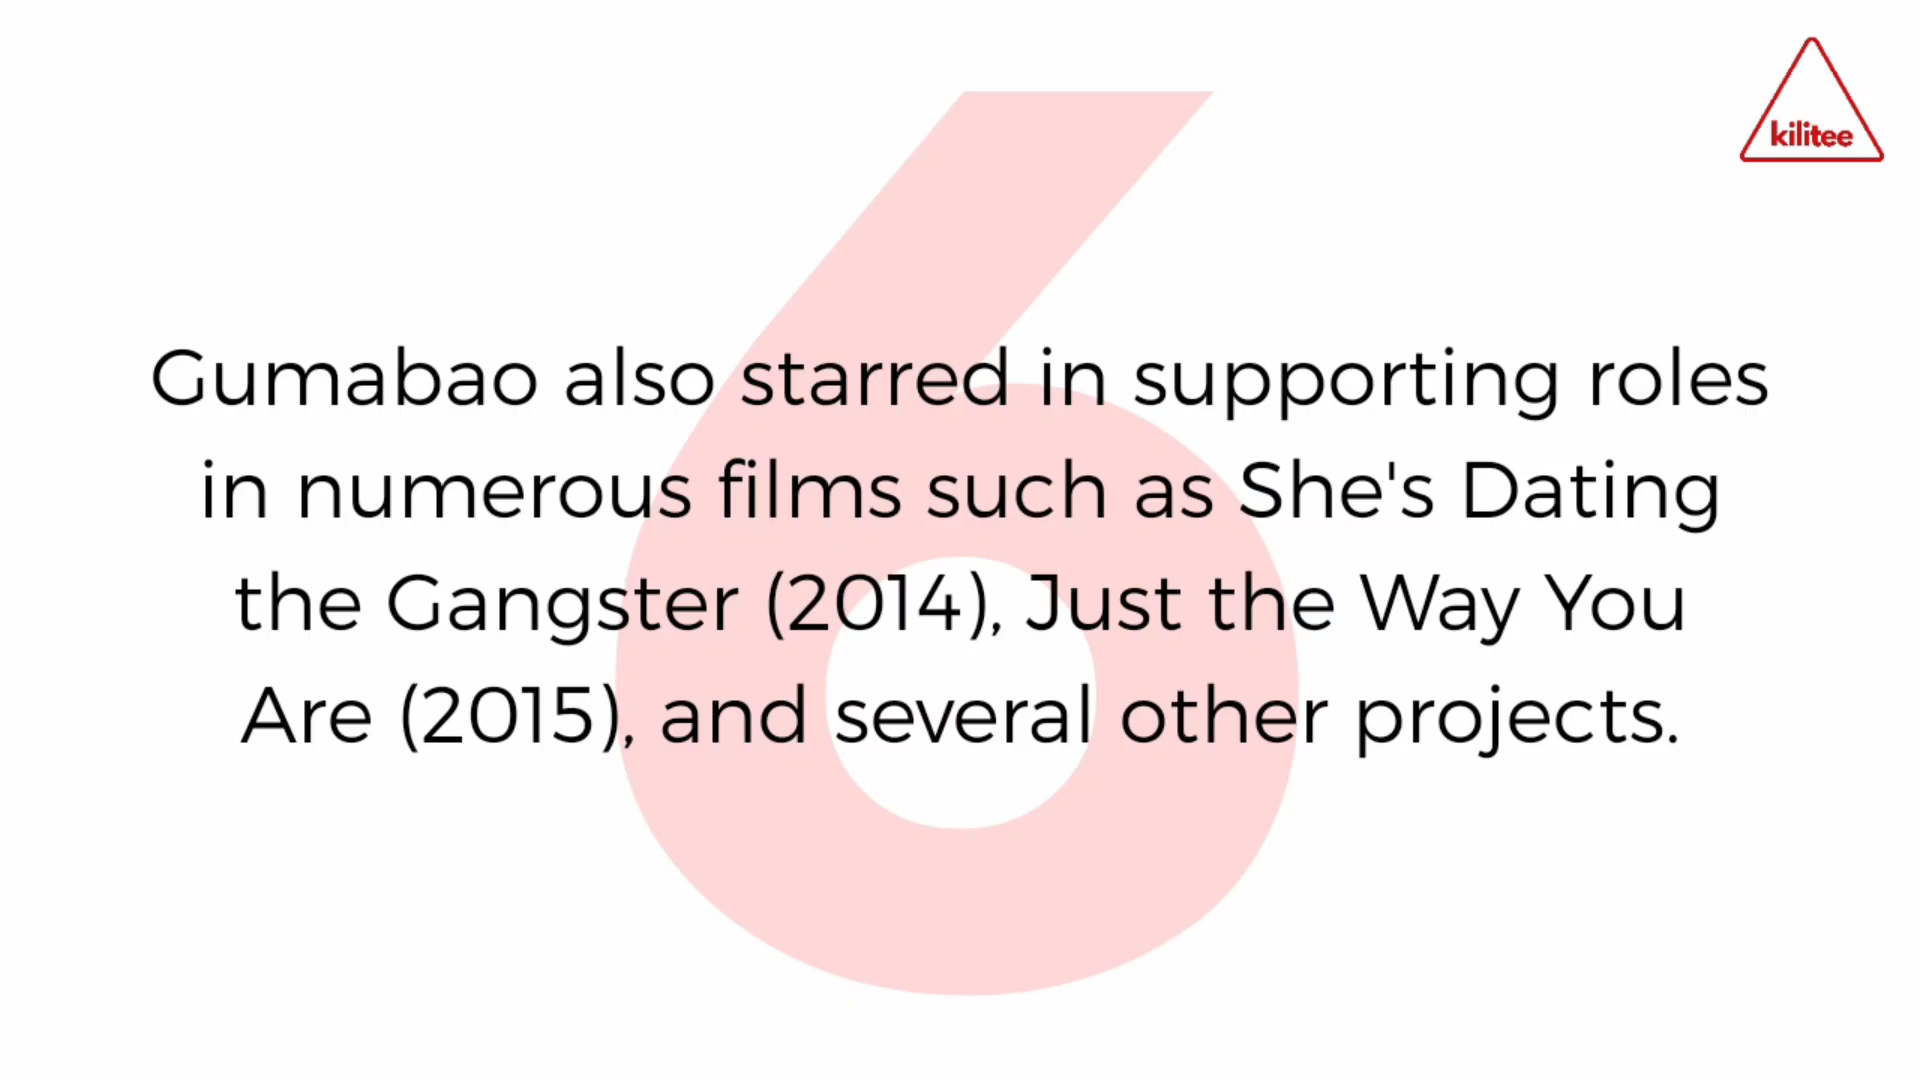 kilitee
6
Gumabao also starred in supporting roles
in numerous films such as She's Dating
the Gangster (2014), Just the Way You
Are (2015), and several other projects.